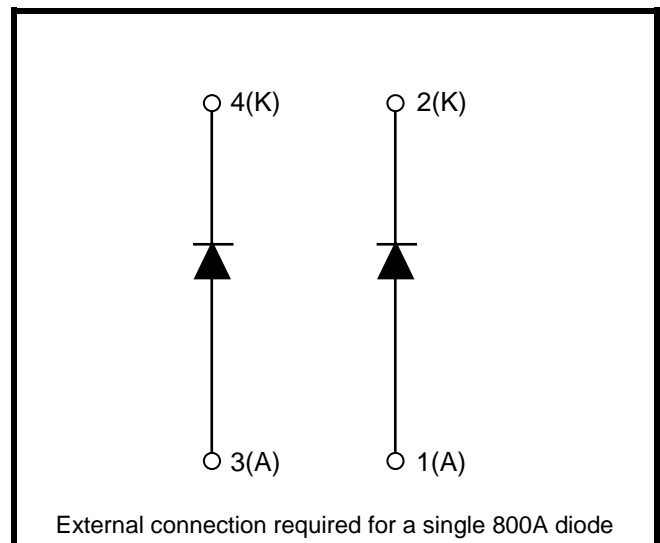 4(K) 2(K)
3(A) 1(A)
External connection required for a single 800A diode